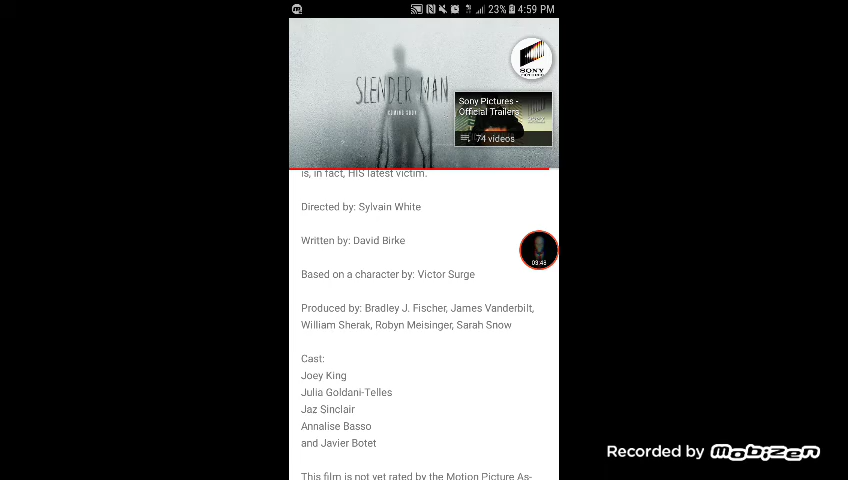 23% 4:59 PM
SLENDER MAN
COMING SOON
SONY
Sony Pictures -
Official Trailers
74 videos
is, in fact, HIS latest victim.
Directed by: Sylvain White
Written by: David Birke
03:48
Based on a character by: Victor Surge
Produced by: Bradley J. Fischer, James Vanderbilt,
William Sherak, Robyn Meisinger, Sarah Snow
Cast:
Joey King
Julia Goldani-Telles
Jaz Sinclair
Annalise Basso
and Javier Botet
This film is not yet rated by the Motion Picture As-
Recorded by mobizen